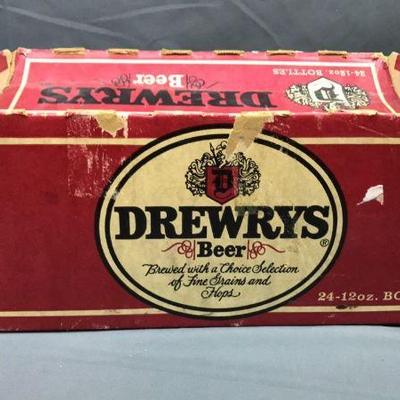 24-12oz. BOTTLES
D
DREWRYS
Beer
D
DREWRYS®
Beer
Brewed with a Choice Selection
of Fine Grains and
Hops
24-12oz. BO